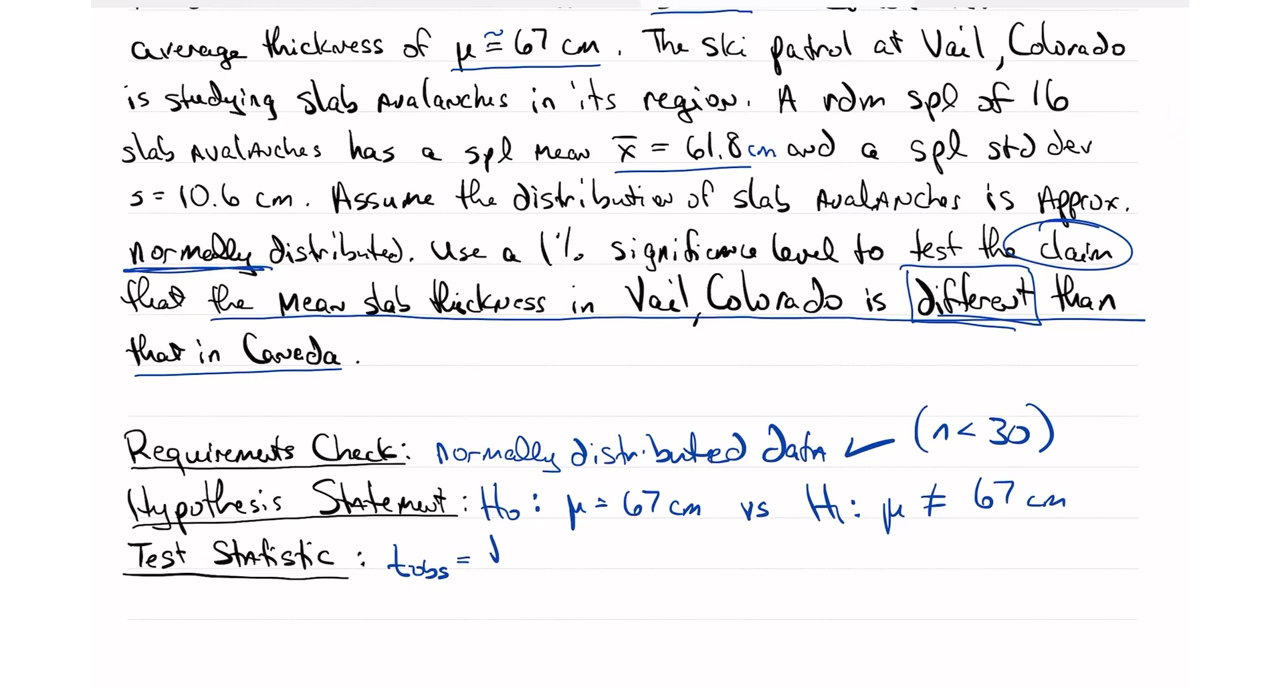 average thickness of μ ≅ 67 cm. The ski patrol at Vail, Colorado
is studying slab avalanches in its region. A rdm spl of 16
slab avalanches has a spl mean x̄ = 61.8 cm and a spl std dev
s = 10.6 cm. Assume the distribution of slab avalanches is approx.
normally distributed. Use a 1% significance level to test the claim
that the mean slab thickness in Vail, Colorado is different than
that in Caneda.
Requirements Check: normally distributed data ✓ (n < 30)
Hypothesis Statement: H₀: μ = 67 cm vs H₁: μ ≠ 67 cm
Test Statistic: tobs =